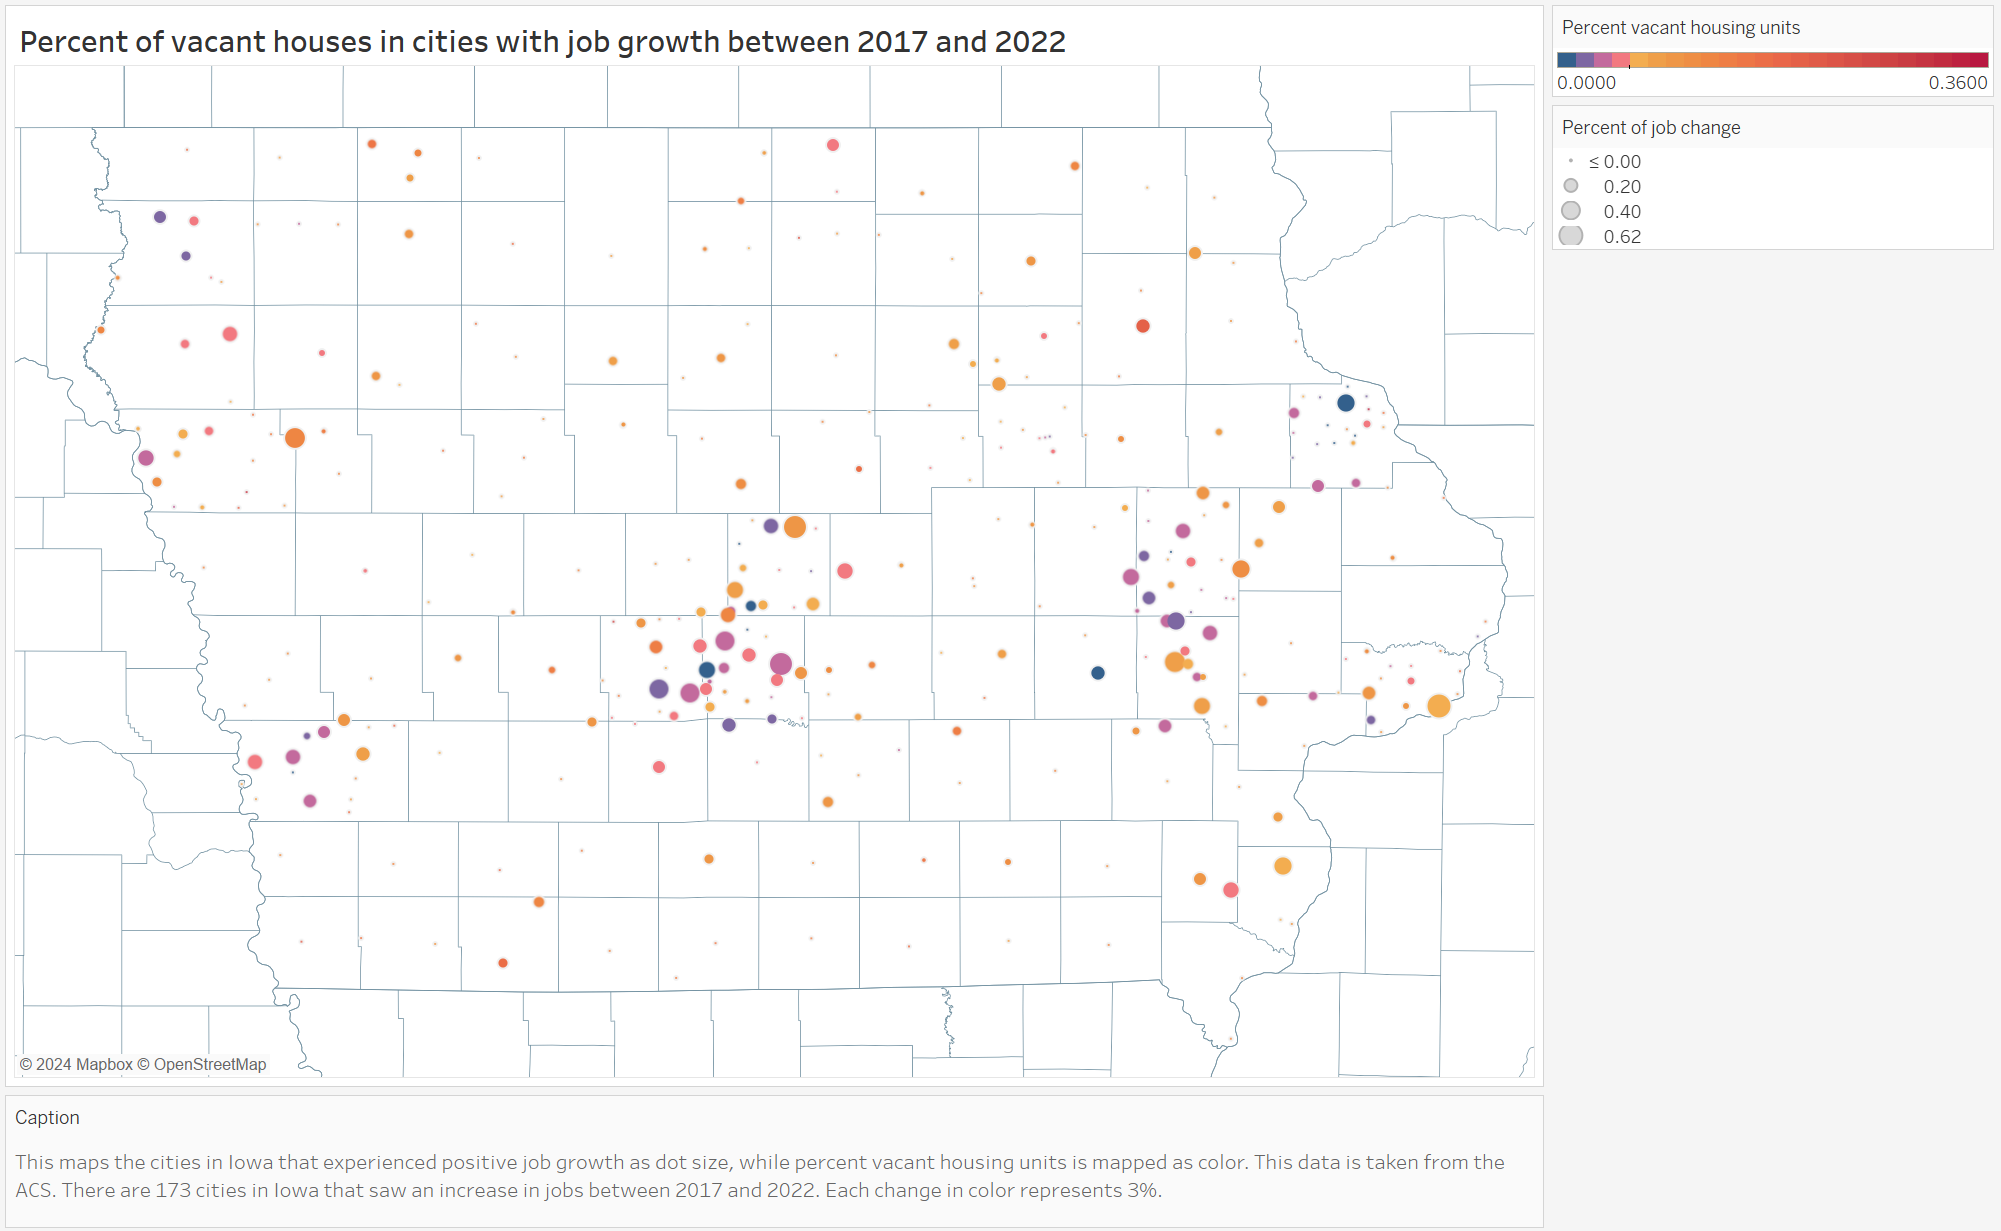 Percent of vacant houses in cities with job growth between 2017 and 2022
Percent vacant housing units
0.0000 0.3600
Percent of job change
≤ 0.00
0.20
0.40
0.62
© 2024 Mapbox © OpenStreetMap
Caption
This maps the cities in Iowa that experienced positive job growth as dot size, while percent vacant housing units is mapped as color. This data is taken from the
ACS. There are 173 cities in Iowa that saw an increase in jobs between 2017 and 2022. Each change in color represents 3%.